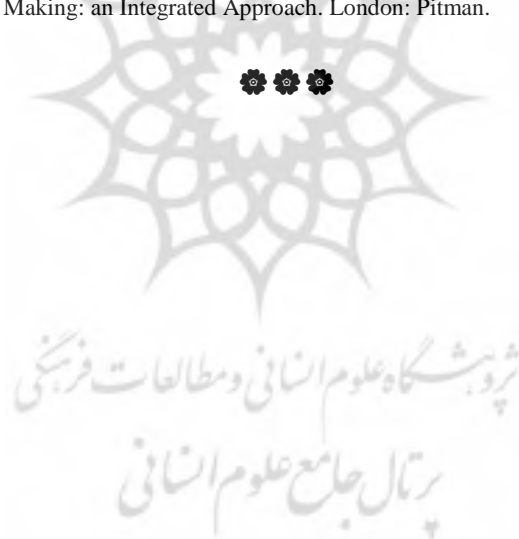 Making: an Integrated Approach. London: Pitman.
پژوهشگاه علوم انسانی و مطالعات فرهنگی
پرتال جامع علوم انسانی